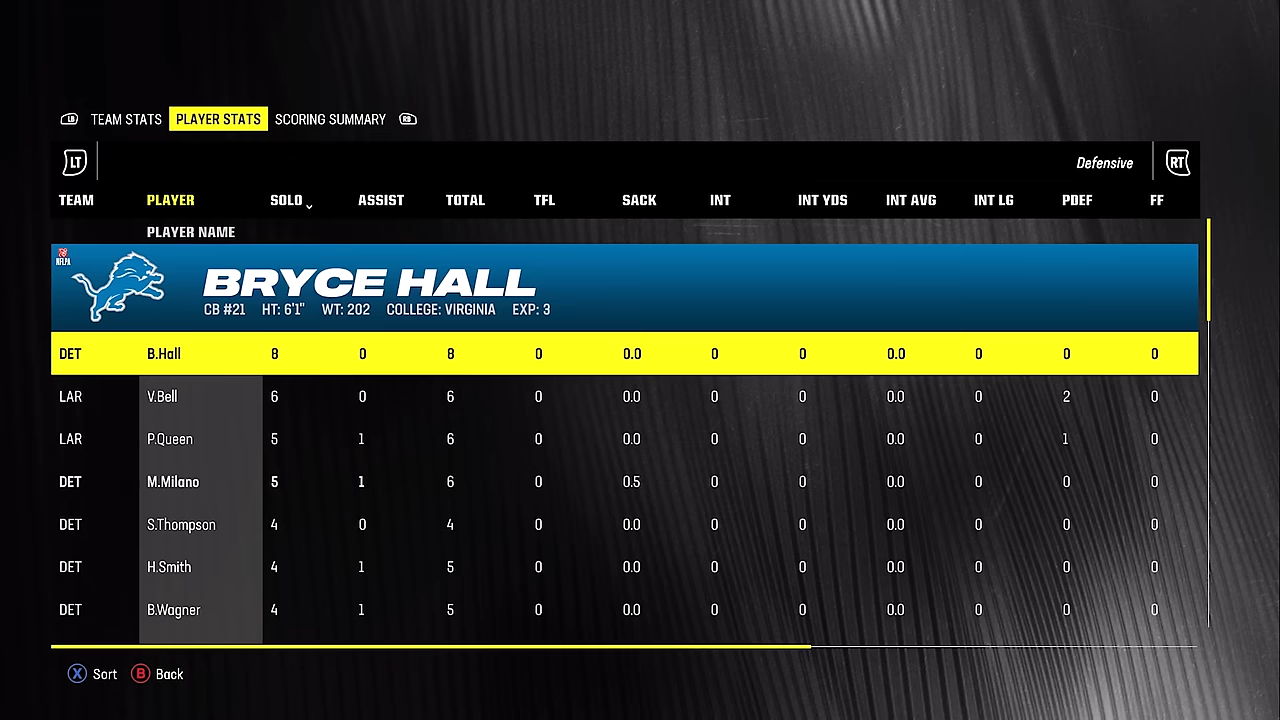 LB TEAM STATS PLAYER STATS SCORING SUMMARY RB
LT Defensive RT
TEAM PLAYER SOLO ASSIST TOTAL TFL SACK INT INT YDS INT AVG INT LG PDEF FF
PLAYER NAME
NFLPA
BRYCE HALL
CB #21 HT: 6'1" WT: 202 COLLEGE: VIRGINIA EXP: 3
DET B.Hall 8 0 8 0 0.0 0 0 0.0 0 0 0
LAR V.Bell 6 0 6 0 0.0 0 0 0.0 0 2 0
LAR P.Queen 5 1 6 0 0.0 0 0 0.0 0 1 0
DET M.Milano 5 1 6 0 0.5 0 0 0.0 0 0 0
DET S.Thompson 4 0 4 0 0.0 0 0 0.0 0 0 0
DET H.Smith 4 1 5 0 0.0 0 0 0.0 0 0 0
DET B.Wagner 4 1 5 0 0.0 0 0 0.0 0 0 0
X Sort B Back